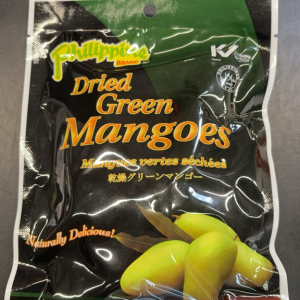 Philippine
BRAND
Dried
Green
Mangoes
Mangues vertes séchées
乾燥グリーンマンゴー
Naturally Delicious!